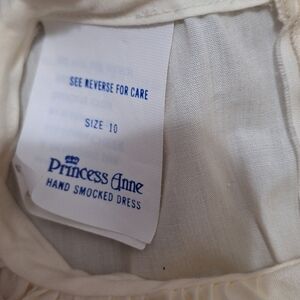 SEE REVERSE FOR CARE
SIZE 10
Princess Anne
HAND SMOCKED DRESS